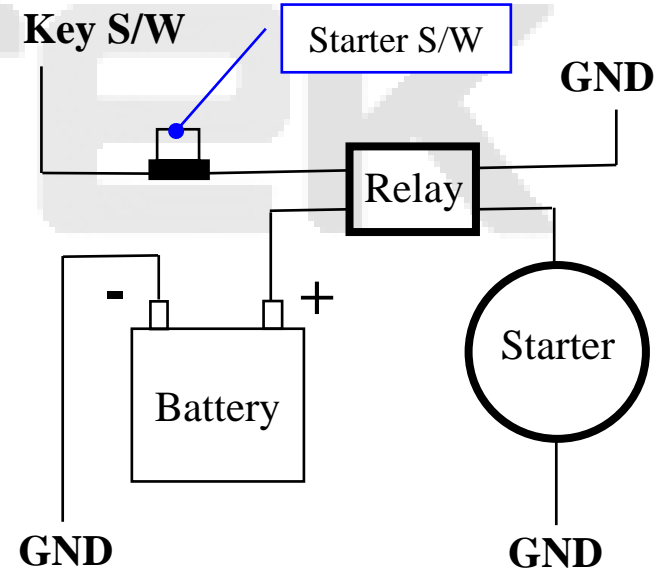 Key S/W
Starter S/W
GND
Relay
- +
Starter
Battery
GND
GND